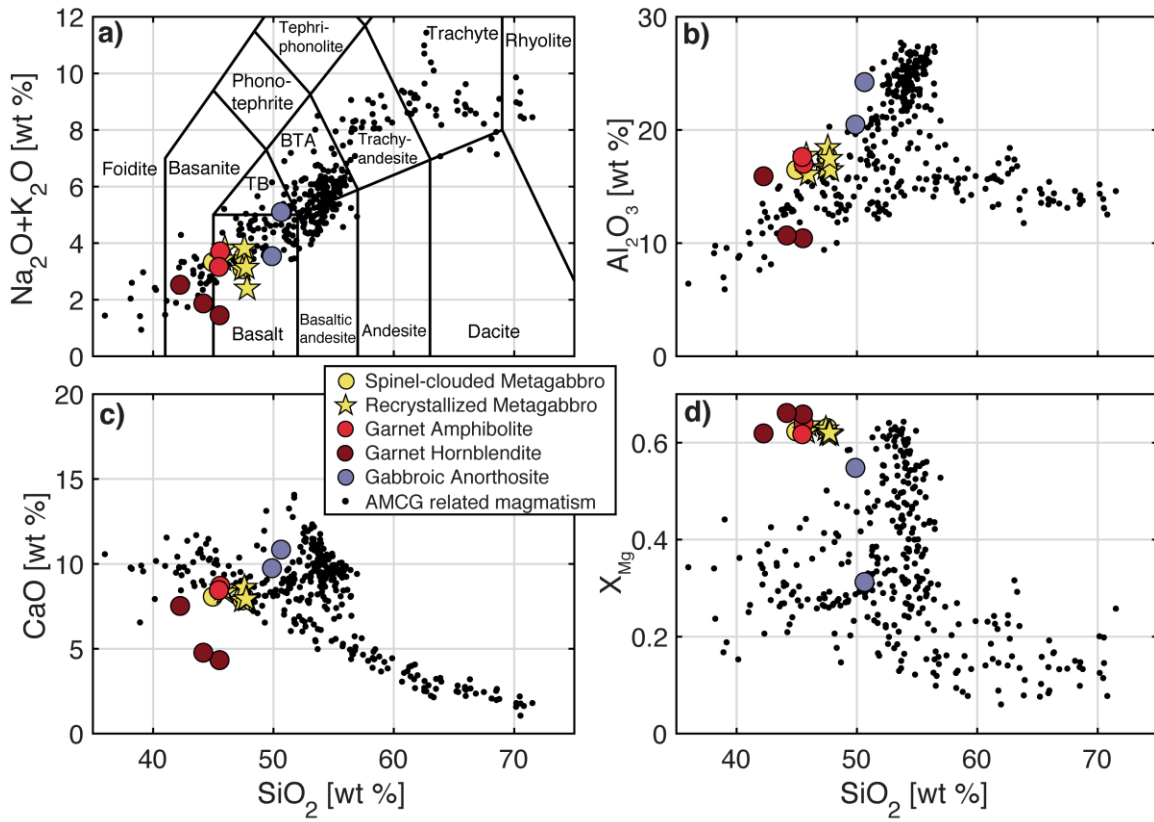 a)
12
10
8
6
4
2
0
Na2O+K2O [wt %]
Foidite
Basanite
Phono-
tephrite
Tephri-
phonolite
TB
BTA
Trachy-
andesite
Trachyte
Rhyolite
Basalt
Basaltic
andesite
Andesite
Dacite
b)
30
20
10
0
Al2O3 [wt %]
c)
20
15
10
5
0
CaO [wt %]
40
50
60
70
SiO2 [wt %]
Spinel-clouded Metagabbro
Recrystallized Metagabbro
Garnet Amphibolite
Garnet Hornblendite
Gabbroic Anorthosite
AMCG related magmatism
d)
0.6
0.4
0.2
0
XMg
40
50
60
70
SiO2 [wt %]